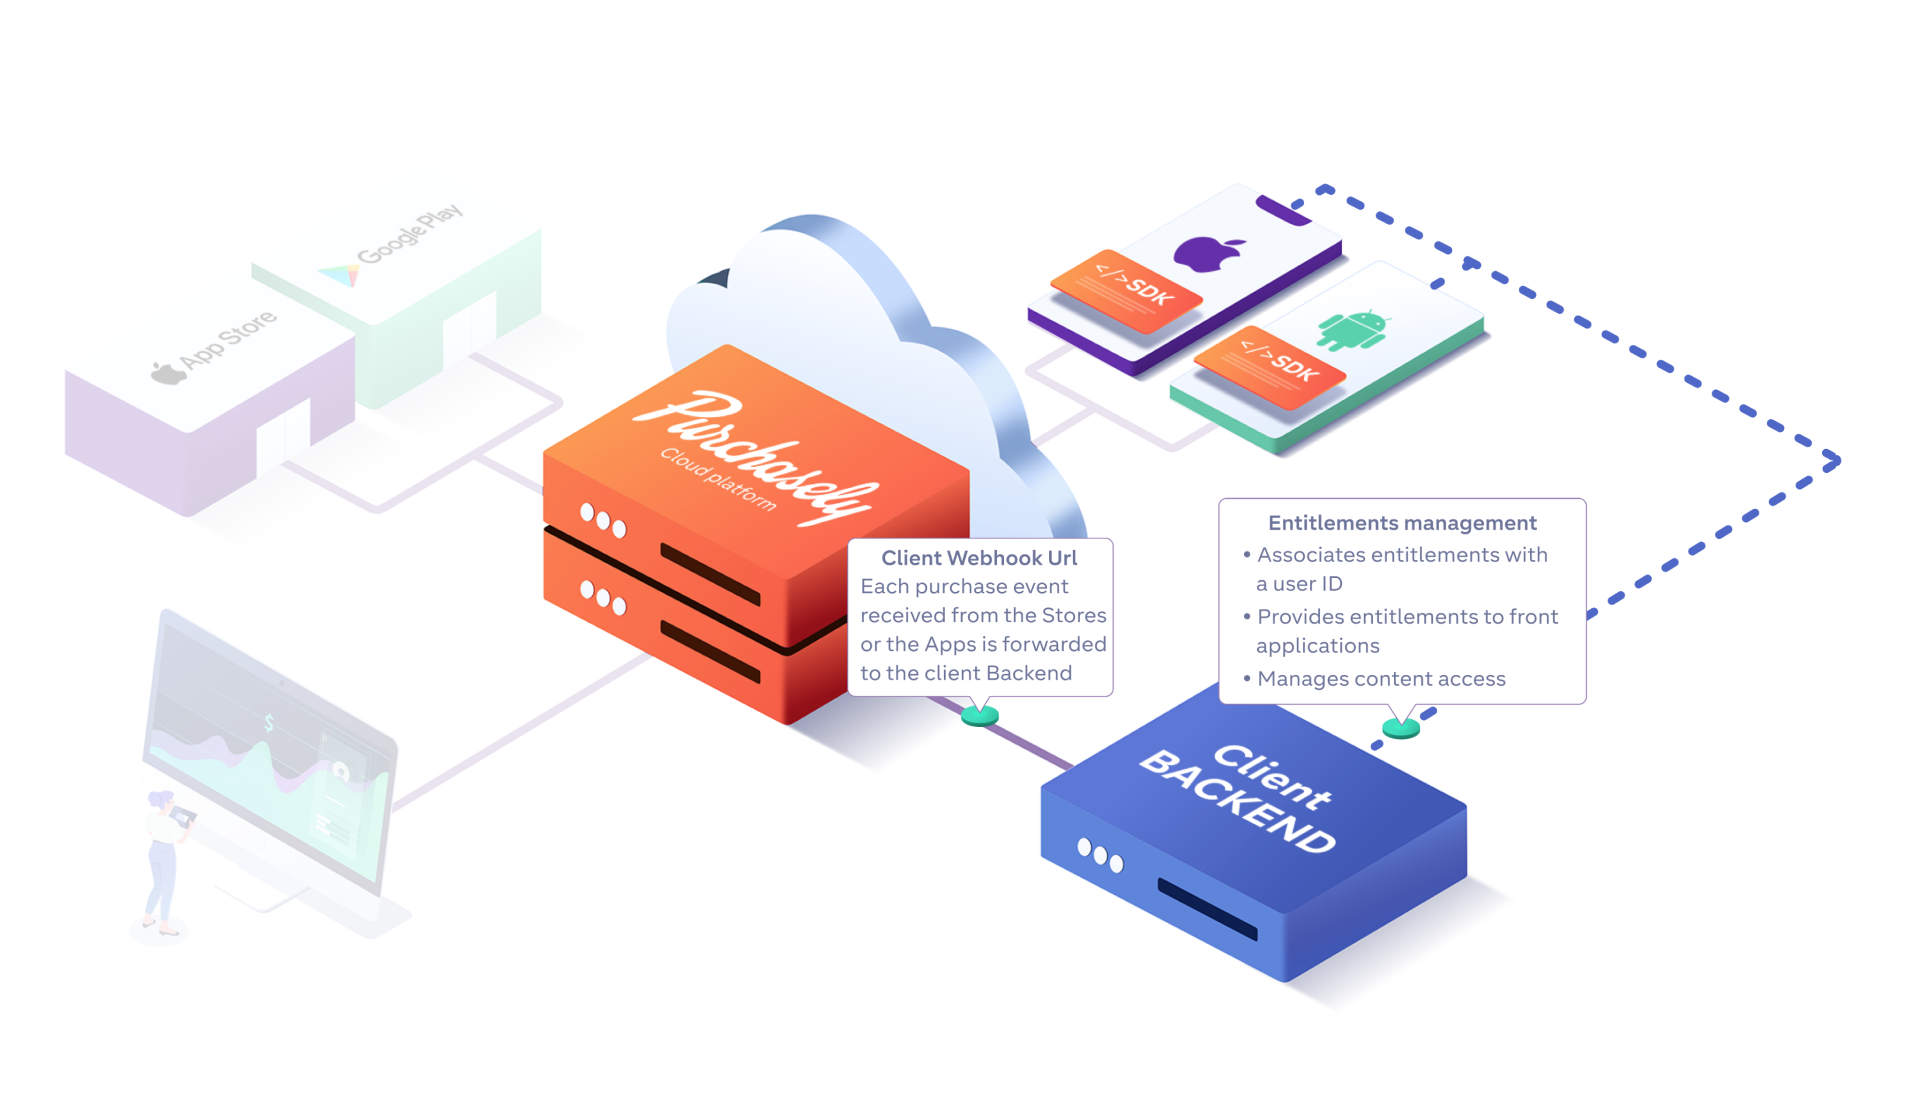 Google Play
App Store
</>SDK
</>SDK
Purchasely
Cloud platform
Client Webhook Url
Each purchase event
received from the Stores
or the Apps is forwarded
to the client Backend
Entitlements management
• Associates entitlements with
a user ID
• Provides entitlements to front
applications
• Manages content access
$
Client
BACKEND